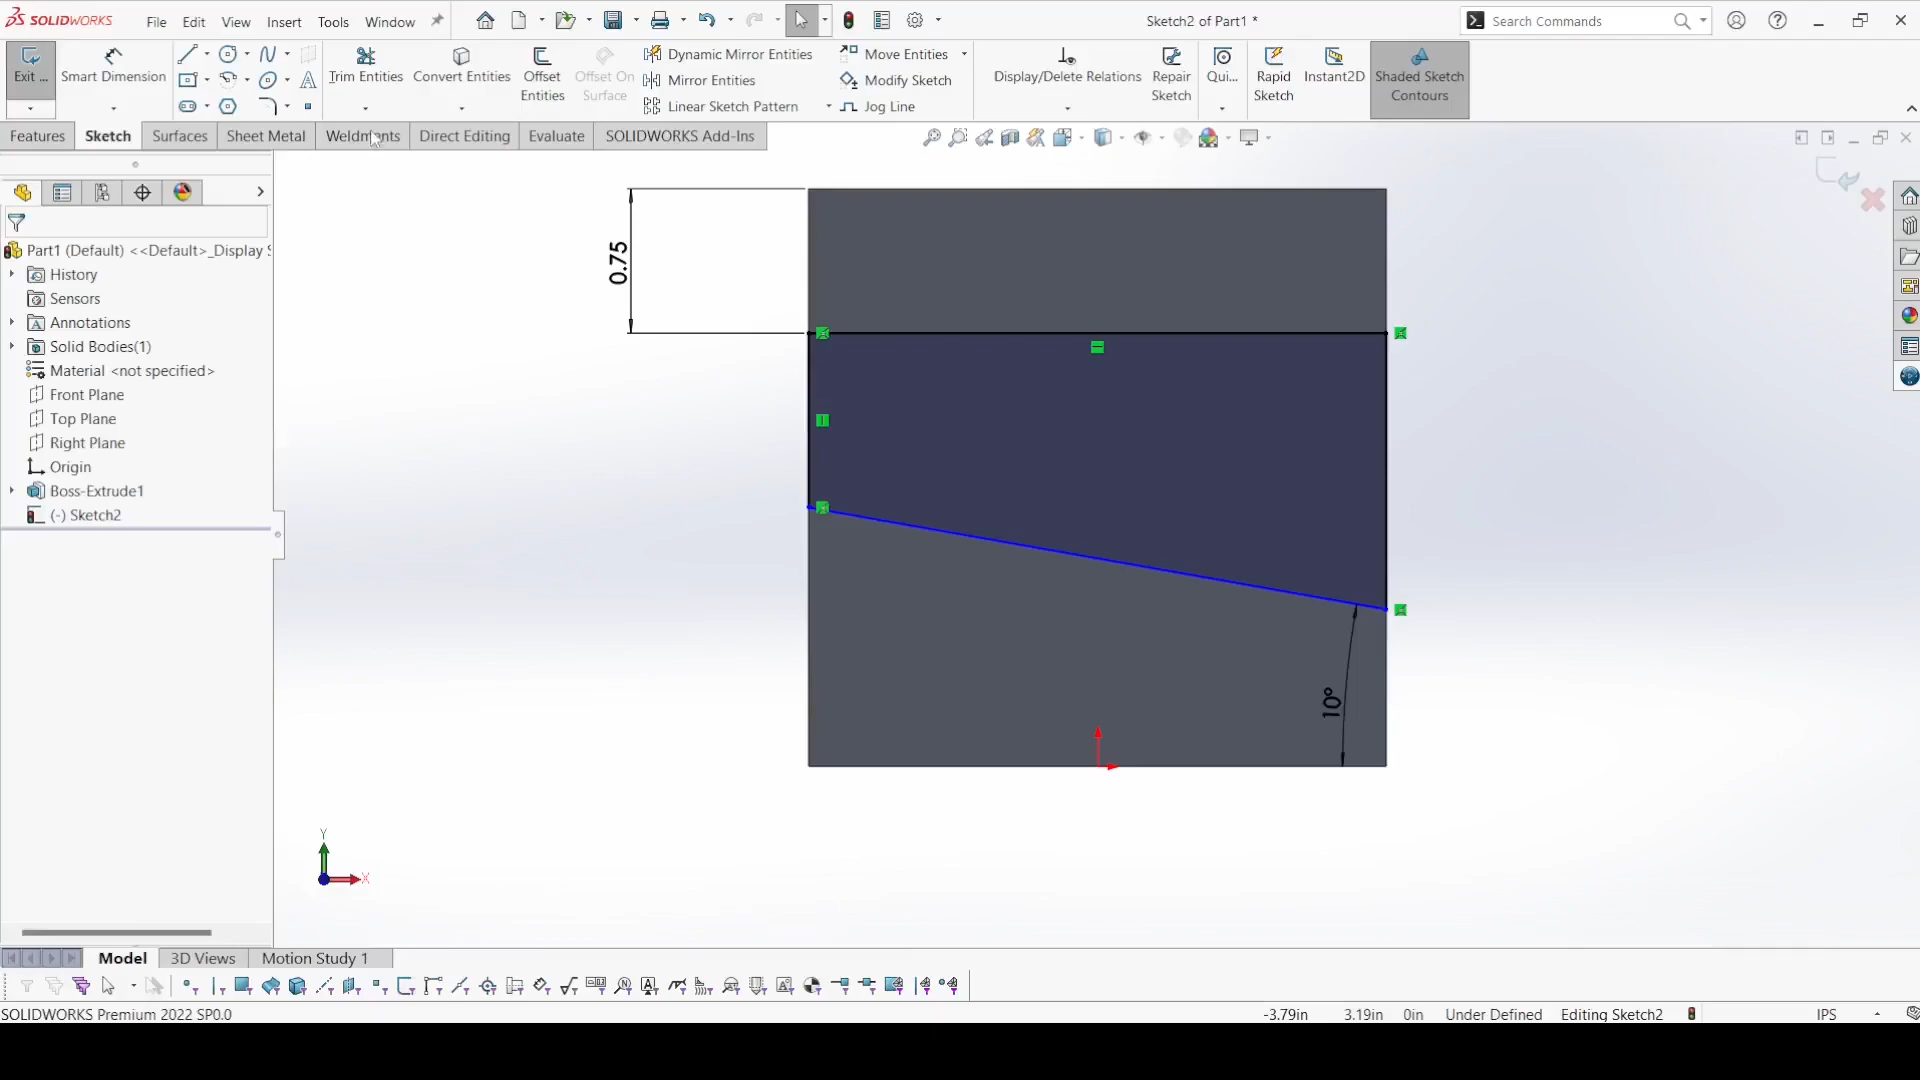 SOLIDWORKS File Edit View Insert Tools Window Sketch2 of Part1 * Search Commands
Exit ... Smart Dimension Trim Entities Convert Entities Offset Entities Offset On Surface Dynamic Mirror Entities Move Entities Display/Delete Relations Repair Sketch Qui... Rapid Sketch Instant2D Shaded Sketch Contours
Mirror Entities Modify Sketch
Linear Sketch Pattern Jog Line
Features Sketch Surfaces Sheet Metal Weldments Direct Editing Evaluate SOLIDWORKS Add-Ins
Part1 (Default) <<Default>_Display S
History
Sensors
Annotations
Solid Bodies(1)
Material <not specified>
Front Plane
Top Plane
Right Plane
Origin
Boss-Extrude1
(-) Sketch2
0.75
10°
Y
X
Model 3D Views Motion Study 1
SOLIDWORKS Premium 2022 SP0.0 -3.79in 3.19in 0in Under Defined Editing Sketch2 IPS